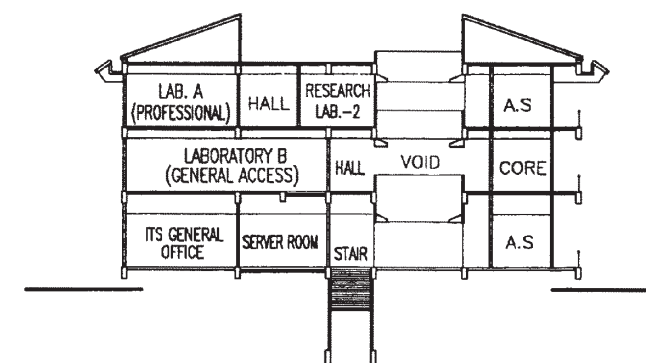 LAB. A
(PROFESSIONAL)
HALL
RESEARCH
LAB.-2
A.S
LABORATORY B
(GENERAL ACCESS)
HALL
VOID
CORE
ITS GENERAL
OFFICE
SERVER ROOM
STAIR
A.S